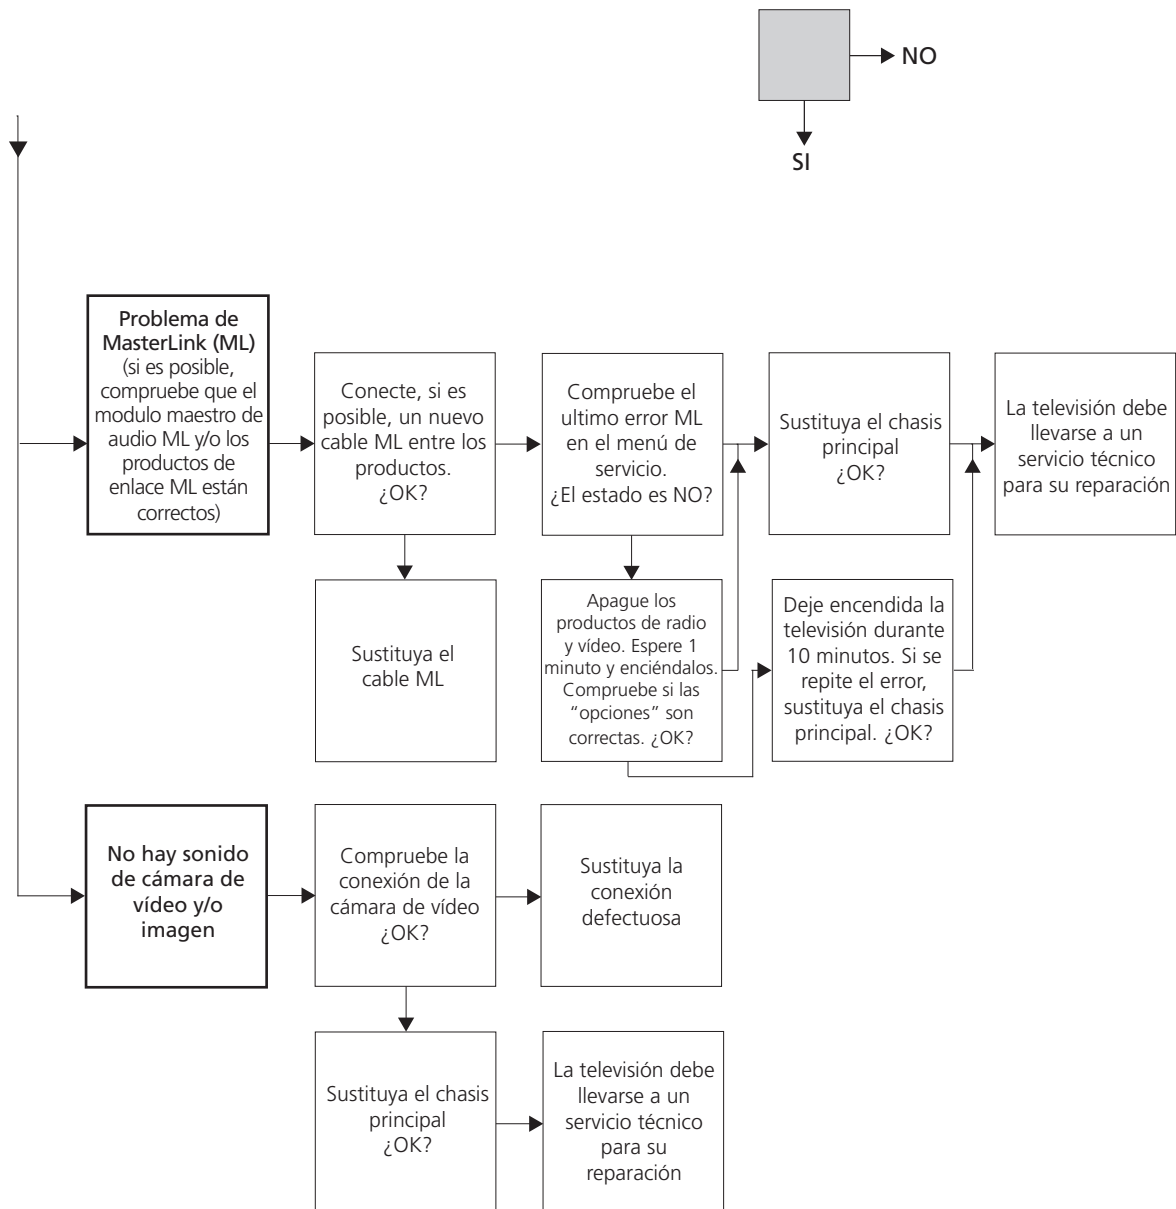 NO
SI
Problema de
MasterLink (ML)
(si es posible,
compruebe que el
modulo maestro de
audio ML y/o los
productos de
enlace ML están
correctos)
Conecte, si es
posible, un nuevo
cable ML entre los
productos.
¿OK?
Compruebe el
ultimo error ML
en el menú de
servicio.
¿El estado es NO?
Sustituya el chasis
principal
¿OK?
La televisión debe
llevarse a un
servicio técnico
para su reparación
Sustituya el
cable ML
Apague los
productos de radio
y vídeo. Espere 1
minuto y enciéndalos.
Compruebe si las
“opciones” son
correctas. ¿OK?
Deje encendida la
televisión durante
10 minutos. Si se
repite el error,
sustituya el chasis
principal. ¿OK?
No hay sonido
de cámara de
vídeo y/o
imagen
Compruebe la
conexión de la
cámara de vídeo
¿OK?
Sustituya la
conexión
defectuosa
Sustituya el chasis
principal
¿OK?
La televisión debe
llevarse a un
servicio técnico
para su
reparación